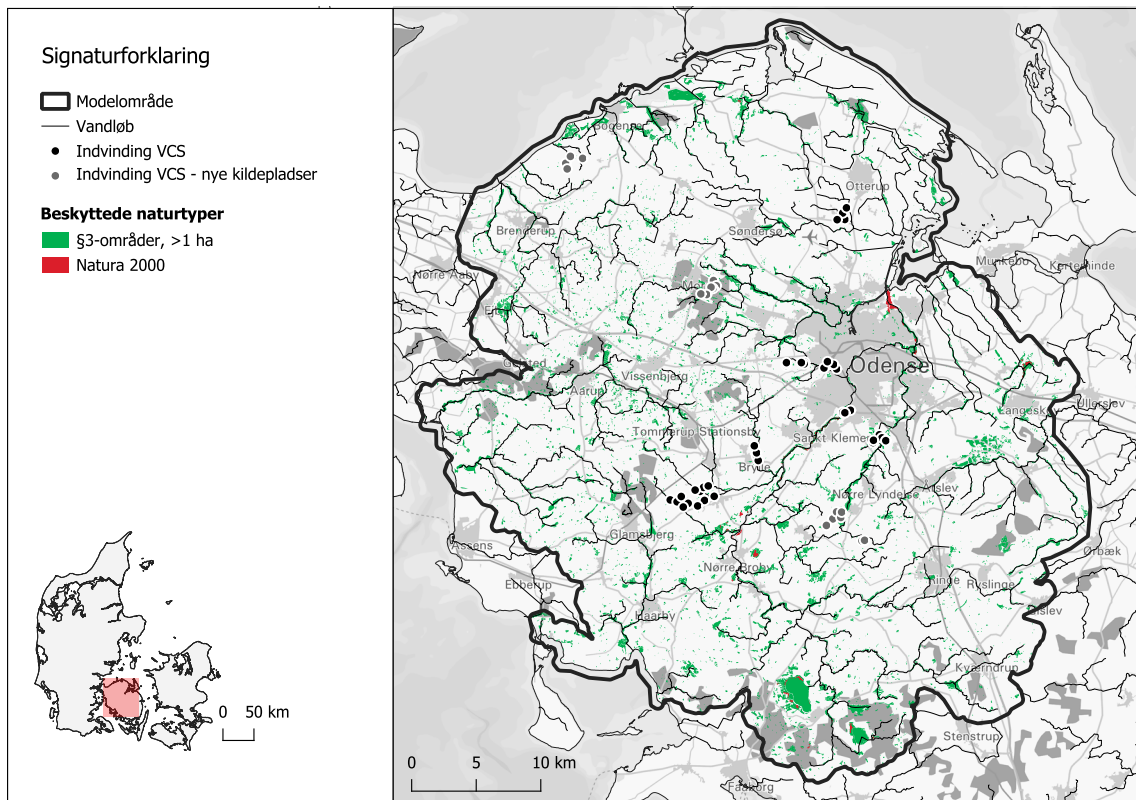 Signaturforklaring
Modelområde
Vandløb
Indvinding VCS
Indvinding VCS - nye kildepladser
Beskyttede naturtyper
§3-områder, >1 ha
Natura 2000
0 50 km
Bogense
Otterup
Brenderup
Søndersø
Munkebo
Kerteminde
Nørre Aaby
Odense
Vissenbjerg
Aarup
Langeskov
Ullerslev
Tommerup Stationsby
Sankt Klemens
Brylle
Nørre Lyndelse
Årslev
Glamsbjerg
Assens
Nørre Broby
Ørbæk
Ebberup
Ringe
Ryslinge
Haarby
Gislev
Kværndrup
Stenstrup
Faaborg
0 5 10 km